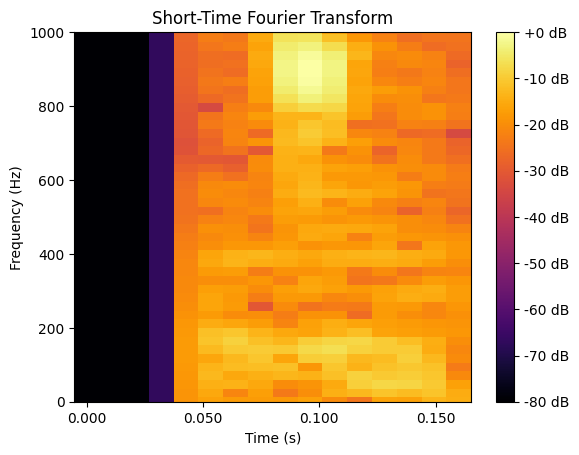 Short-Time Fourier Transform
1000
800
600
400
200
0
Frequency (Hz)
0.000
0.050
0.100
0.150
Time (s)
+0 dB
-10 dB
-20 dB
-30 dB
-40 dB
-50 dB
-60 dB
-70 dB
-80 dB